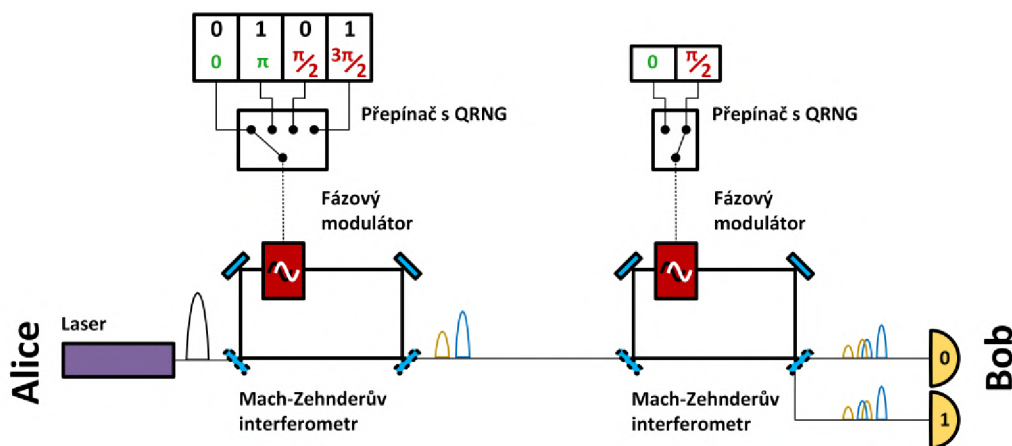 0 1 0 1
0 π π/2 3π/2
0 π/2
Přepínač s QRNG
Přepínač s QRNG
Fázový
modulátor
Fázový
modulátor
Alice
Laser
Mach-Zehnderův
interferometr
Mach-Zehnderův
interferometr
0
1
Bob